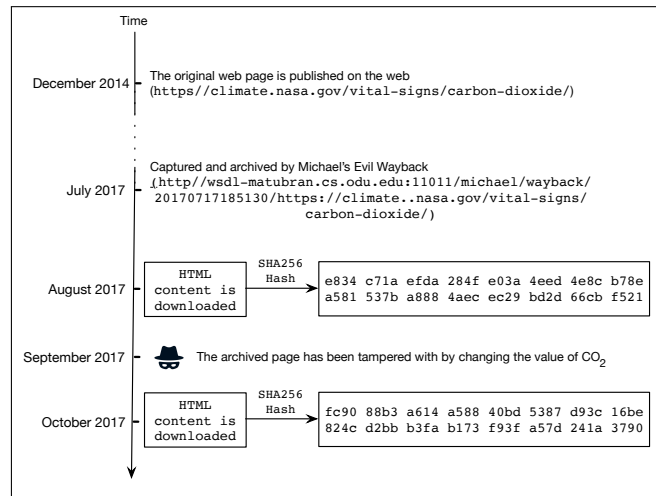 Time
December 2014
The original web page is published on the web
(https//climate.nasa.gov/vital-signs/carbon-dioxide/)
July 2017
Captured and archived by Michael's Evil Wayback
(http//wsdl-matubran.cs.odu.edu:11011/michael/wayback/
20170717185130/https://climate..nasa.gov/vital-signs/
carbon-dioxide/)
August 2017
HTML
content is
downloaded
SHA256
Hash
e834 c71a efda 284f e03a 4eed 4e8c b78e
a581 537b a888 4aec ec29 bd2d 66cb f521
September 2017
The archived page has been tampered with by changing the value of CO2
October 2017
HTML
content is
downloaded
SHA256
Hash
fc90 88b3 a614 a588 40bd 5387 d93c 16be
824c d2bb b3fa b173 f93f a57d 241a 3790